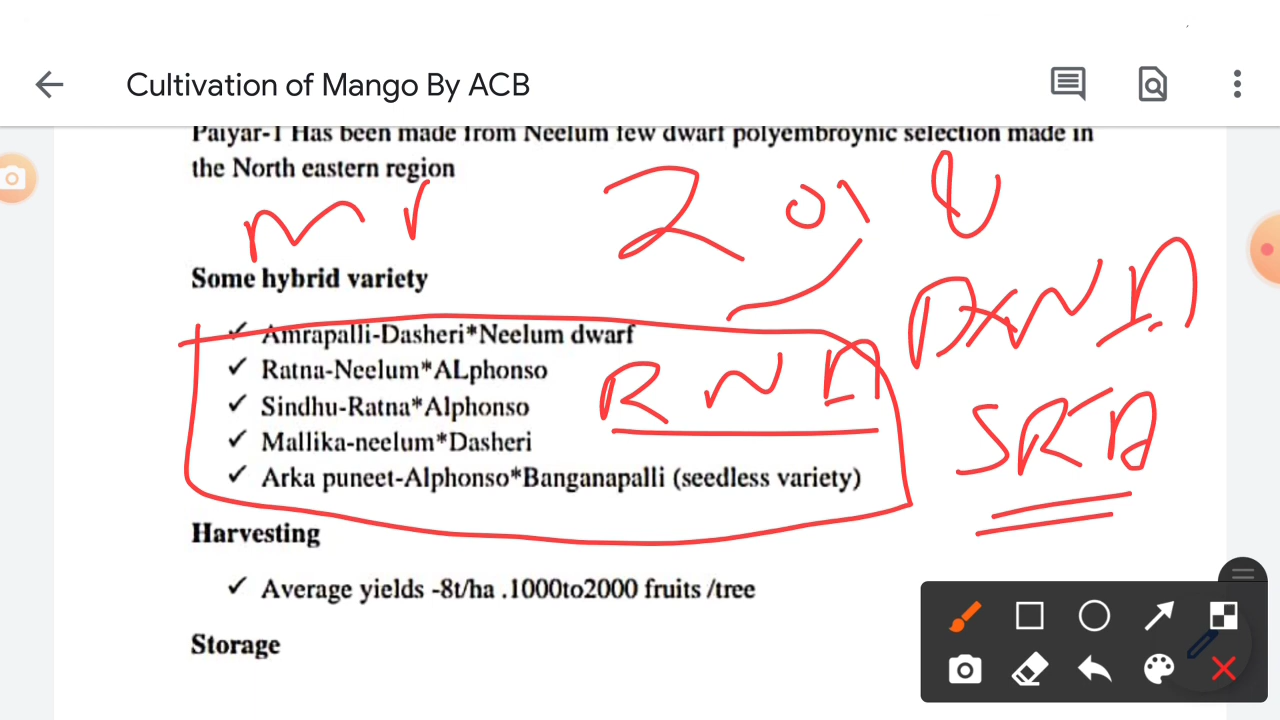 Cultivation of Mango By ACB
Paiyar-1 Has been made from Neelum few dwarf polyembroynic selection made in
the North eastern region
Some hybrid variety
✓ Amrapalli-Dasheri*Neelum dwarf
✓ Ratna-Neelum*ALphonso
✓ Sindhu-Ratna*Alphonso
✓ Mallika-neelum*Dasheri
✓ Arka puneet-Alphonso*Banganapalli (seedless variety)
RNA
SRA
Harvesting
✓ Average yields -8t/ha .1000to2000 fruits /tree
Storage